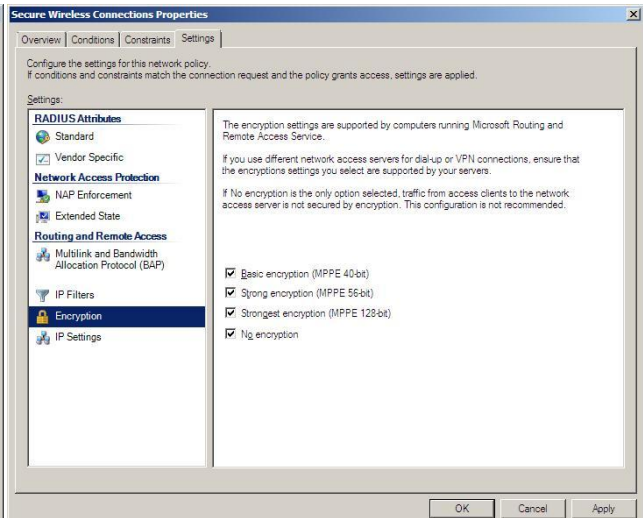 Secure Wireless Connections Properties
Overview Conditions Constraints Settings
Configure the settings for this network policy.
If conditions and constraints match the connection request and the policy grants access, settings are applied.
Settings:
RADIUS Attributes
Standard
Vendor Specific
Network Access Protection
NAP Enforcement
Extended State
Routing and Remote Access
Multilink and Bandwidth
Allocation Protocol (BAP)
IP Filters
Encryption
IP Settings
The encryption settings are supported by computers running Microsoft Routing and
Remote Access Service.
If you use different network access servers for dial-up or VPN connections, ensure that
the encryptions settings you select are supported by your servers.
If No encryption is the only option selected, traffic from access clients to the network
access server is not secured by encryption. This configuration is not recommended.
Basic encryption (MPPE 40-bit)
Strong encryption (MPPE 56-bit)
Strongest encryption (MPPE 128-bit)
No encryption
OK Cancel Apply